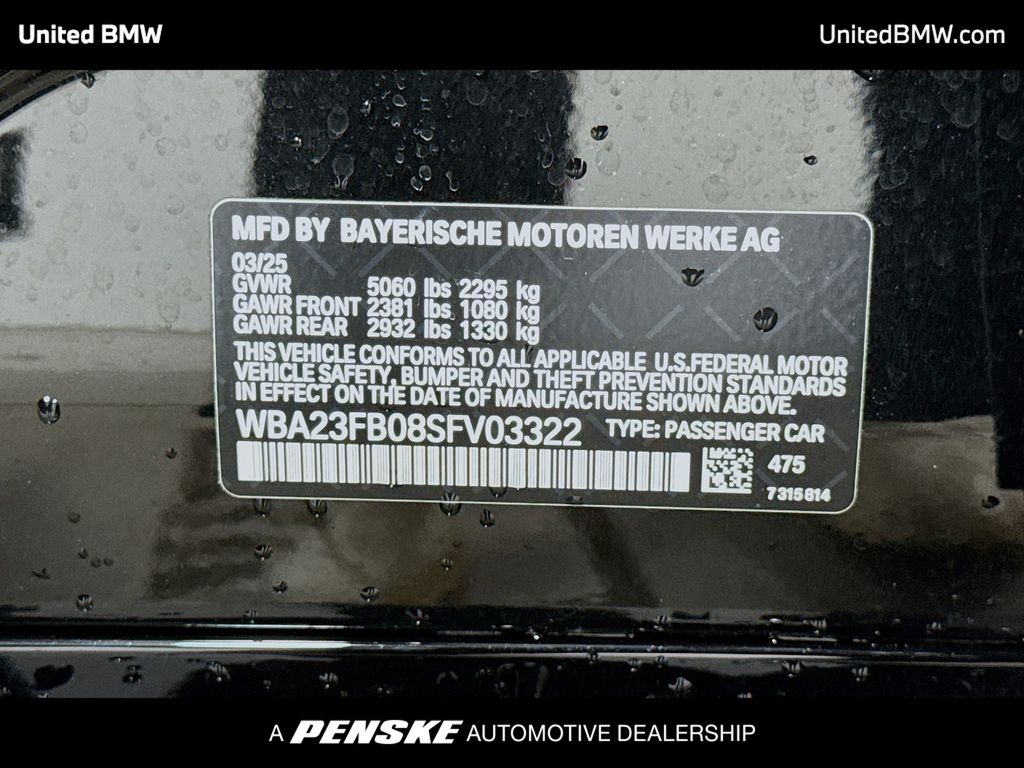 United BMW
UnitedBMW.com
MFD BY BAYERISCHE MOTOREN WERKE AG
03/25
GVWR 5060 lbs 2295 kg
GAWR FRONT 2381 lbs 1080 kg
GAWR REAR 2932 lbs 1330 kg
THIS VEHICLE CONFORMS TO ALL APPLICABLE U.S.FEDERAL MOTOR
VEHICLE SAFETY, BUMPER AND THEFT PREVENTION STANDARDS
IN EFFECT ON THE DATE OF MANUFACTURE SHOWN ABOVE.
WBA23FB08SFV03322 TYPE: PASSENGER CAR
475
7315814
A PENSKE AUTOMOTIVE DEALERSHIP